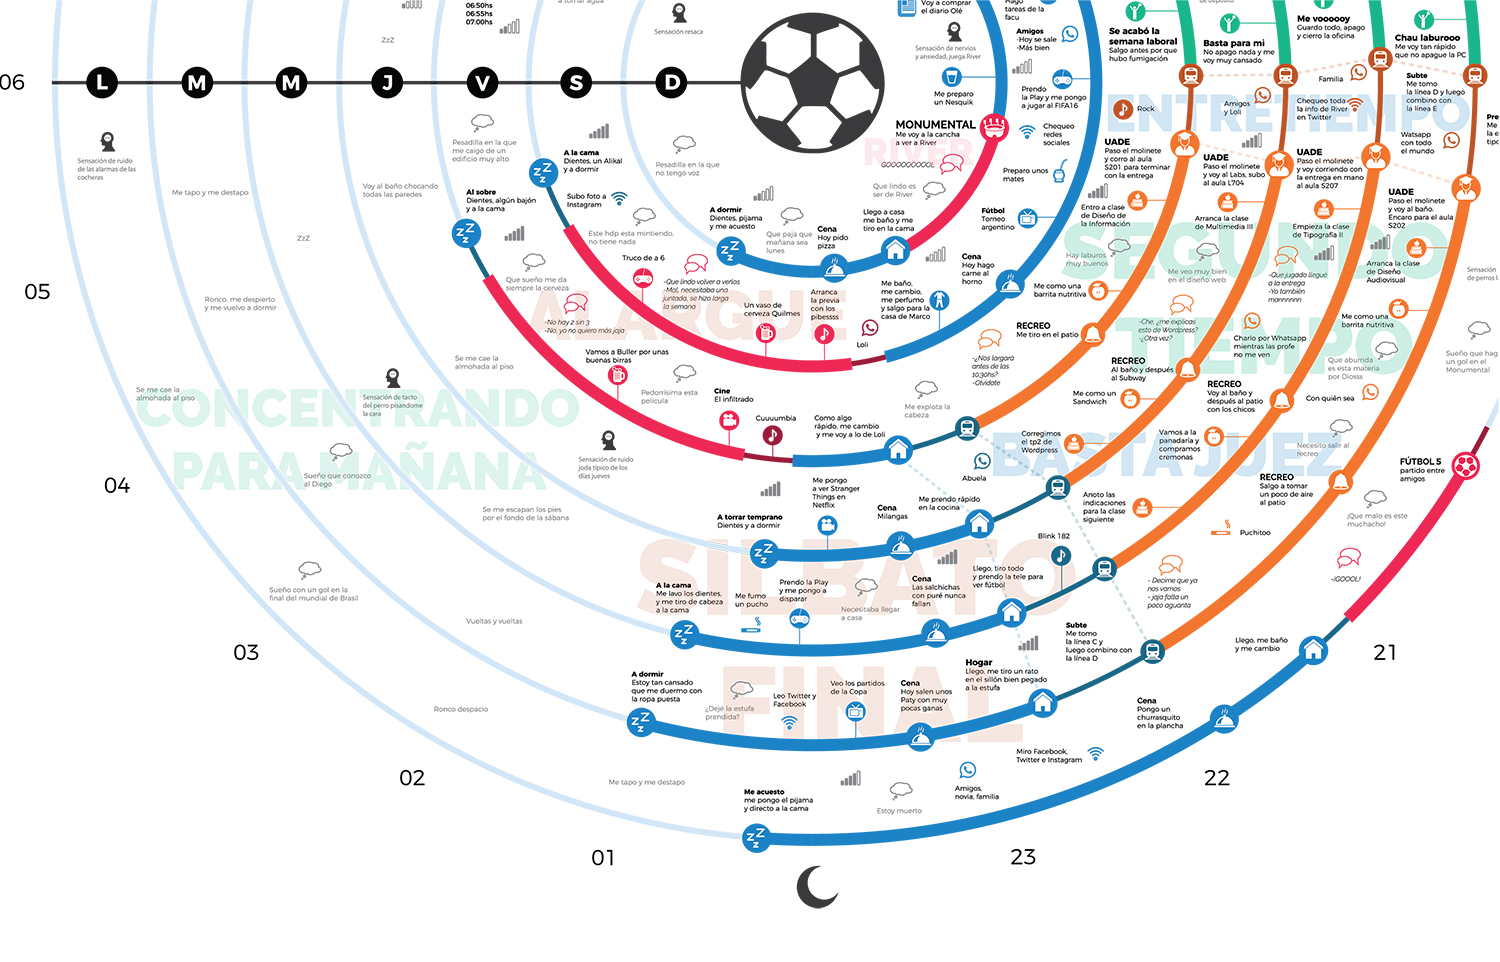 06:50hs
06:55hs
07:00hs
a tomar agua
Sensación resaca
Voy a comprar
el diario Olé
Hago
tareas de la
facu
Amigos
-Hoy se sale
-Más bien
Sensación de nervios
y ansiedad, juega River
Me preparo
un Nesquik
Prendo
la Play y me pongo
a jugar al FIFA16
Se acabó la
semana laboral
Salgo antes por que
hubo fumigación
Basta para mi
No apago nada y me
voy muy cansado
Me voooooy
Guardo todo, apago
y cierro la oficina
Chau laburooo
Me voy tan rápido
que no apague la PC
ZzZ
06
L
M
M
J
V
S
D
Familia
Subte
Me tomo
la línea D y luego
combino con
la línea E
Rock
Amigos
y Loli
Chequeo toda
la info de River
en Twitter
ENTRETIEMPO
MONUMENTAL
Me voy a la cancha
a ver a River
RIVER
GOOOOOOOOOL
Que lindo es
ser de River
Chequeo
redes
sociales
Preparo unos
mates
UADE
Paso el molinete
y corro al aula
S201 para terminar
con la entrega
UADE
Paso el molinete
y voy al Labs, subo
al aula L704
UADE
Paso el molinete
y voy corriendo con
la entrega en mano
al aula S207
Watsapp
con todo
el mundo
UADE
Paso el molinete
y voy al baño.
Encaro para el aula
S202
Sensación de ruido
de las alarmas de las
cocheras
Me tapo y me destapo
Voy al baño chocando
todas las paredes
ZzZ
Pesadilla en la que
me caigo de un
edificio muy alto
A la cama
Dientes, un Alikal
y a dormir
Pesadilla en la que
no tengo voz
Al sobre
Dientes, algún bajón
y a la cama
Subo foto a
Instagram
Este hdp esta mintiendo,
no tiene nada
A dormir
Dientes, pijama
y me acuesto
Que paja que
mañana sea
lunes
Cena
Hoy pido
pizza
Llego a casa
me baño y me
tiro en la cama
Fútbol
Torneo
argentino
Entro a clase
de Diseño de
la Información
Arranca la clase
de Multimedia III
Empieza la clase
de Tipografía II
Arranca la clase
de Diseño
Audiovisual
SEGUNDO
TIEMPO
Hay laburos
muy buenos
Me veo muy bien
en el diseño web
-Que jugado llegué
a la entrega
-Yo también
mannnnnn
Truco de a 6
-Que lindo volver a verlos
-Mal, necesitaba una
juntada, se hizo larga
la semana
Cena
Hoy hago
carne al
horno
Que sueño me da
siempre la cerveza
05
Ronco, me despierto
y me vuelvo a dormir
ALARGUE
-No hay 2 sin 3
-No, yo no quiero más jaja
Un vaso de
cerveza Quilmes
Arranca
la previa
con los
pibessss
Loli
Me baño,
me cambio,
me perfumo
y salgo para la
casa de Marco
Me como una
barrita nutritiva
RECREO
Me tiro en el patio
-Che, ¿me explicas
esto de Wordpress?
-¿Otra vez?
Charlo por Whatsapp
mientras las profe
no me ven
Me como una
barrita nutritiva
Que aburrida
es esta materia
por Diosss
-¿Nos largará
antes de las
10:30hs?
-Olvidate
RECREO
Al baño y después
al Subway
RECREO
Voy al baño y
después al patio
con los chicos
Con quién sea
Sueño que hago
un gol en el
Monumental
Se me cae la
almohada al piso
Vamos a Buller por unas
buenas birras
Pedorrísima esta
película
Cine
El infiltrado
Cuuuumbia
Como algo
rápido, me cambio
y me voy a lo de Loli
Me explota la
cabeza
Me como un
Sandwich
Se me cae la
almohada al piso
Sensación de tacto
del perro pisandome
la cara
CONCENTRANDO
PARA MAÑANA
Sensación de ruido
joda típico de los
jueves
Sueño que conozco
al Diego
04
BASTA JUEZ
Corregimos
el tp2 de
Wordpress
Abuela
Vamos a la
panadería y
compramos
cremonas
Necesito salir al
recreo
RECREO
Salgo a tomar
un poco de aire
al patio
FÚTBOL 5
partido entre
amigos
Me pongo
a ver Stranger
Things en
Netflix
Me prendo rápido
en la cocina
Anoto las
indicaciones
para la clase
siguiente
Puchitoo
¡Que malo es este
muchacho!
Se me escapan los pies
por el fondo de la sábana
A torrar temprano
Dientes y a dormir
Cena
Milangas
Blink 182
SILBATO
FINAL
-¡GOOOL!
Sueño con un gol en la
final del mundial de Brasil
A la cama
Me lavo los dientes,
y me tiro de cabeza
a la cama
Me fumo
un pucho
Prendo la Play
y me pongo a
disparar
Necesitaba llegar
a casa
Cena
Las salchichas
con puré nunca
fallan
Llego, tiro todo
y prendo la tele para
ver fútbol
- Decime que ya
nos vamos
- jaja falta un
poco aguanta
Vueltas y vueltas
03
Subte
Me tomo
la línea C y
luego combino con
la línea D
Llego, me baño
y me cambio
21
A dormir
Estoy tan cansado
que me duermo con
la ropa puesta
¿Dejé la estufa
prendida?
Leo Twitter y
Facebook
Veo los partidos
de la Copa
Cena
Hoy salen unos
Paty con muy
pocas ganas
Hogar
Llego, me tiro un rato
en el sillón bien pegado
a la estufa
Ronco despacio
Cena
Pongo un
churrasquito
en la plancha
02
Me tapo y me destapo
Miro Facebook,
Twitter e Instagram
22
Me acuesto
me pongo el pijama
y directo a la cama
Estoy muerto
Amigos,
novia, familia
01
23